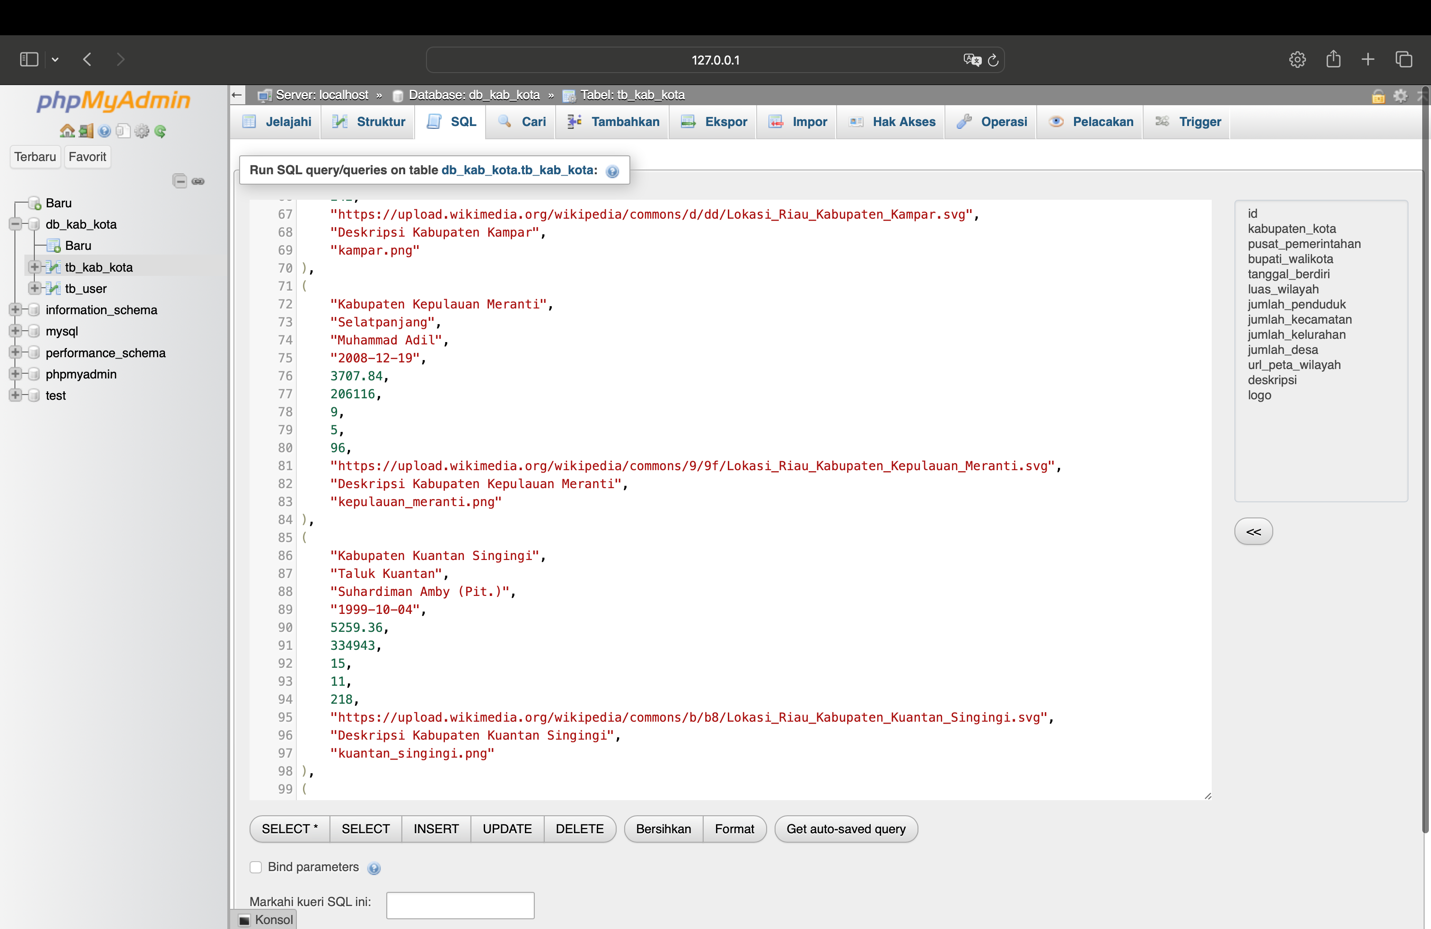 127.0.0.1
phpMyAdmin
Terbaru Favorit
Baru
db_kab_kota
Baru
tb_kab_kota
tb_user
information_schema
mysql
performance_schema
phpmyadmin
test
Server: localhost » Database: db_kab_kota » Tabel: tb_kab_kota
Jelajahi Struktur SQL Cari Tambahkan Ekspor Impor Hak Akses Operasi Pelacakan Trigger
Run SQL query/queries on table db_kab_kota.tb_kab_kota:
67 "https://upload.wikimedia.org/wikipedia/commons/d/dd/Lokasi_Riau_Kabupaten_Kampar.svg",
68 "Deskripsi Kabupaten Kampar",
69 "kampar.png"
70 ),
71 (
72 "Kabupaten Kepulauan Meranti",
73 "Selatpanjang",
74 "Muhammad Adil",
75 "2008-12-19",
76 3707.84,
77 206116,
78 9,
79 5,
80 96,
81 "https://upload.wikimedia.org/wikipedia/commons/9/9f/Lokasi_Riau_Kabupaten_Kepulauan_Meranti.svg",
82 "Deskripsi Kabupaten Kepulauan Meranti",
83 "kepulauan_meranti.png"
84 ),
85 (
86 "Kabupaten Kuantan Singingi",
87 "Taluk Kuantan",
88 "Suhardiman Amby (Pit.)",
89 "1999-10-04",
90 5259.36,
91 334943,
92 15,
93 11,
94 218,
95 "https://upload.wikimedia.org/wikipedia/commons/b/b8/Lokasi_Riau_Kabupaten_Kuantan_Singingi.svg",
96 "Deskripsi Kabupaten Kuantan Singingi",
97 "kuantan_singingi.png"
98 ),
99 (
id
kabupaten_kota
pusat_pemerintahan
bupati_walikota
tanggal_berdiri
luas_wilayah
jumlah_penduduk
jumlah_kecamatan
jumlah_kelurahan
jumlah_desa
url_peta_wilayah
deskripsi
logo
<<
SELECT * SELECT INSERT UPDATE DELETE Bersihkan Format Get auto-saved query
Bind parameters
Markahi kueri SQL ini:
Konsol